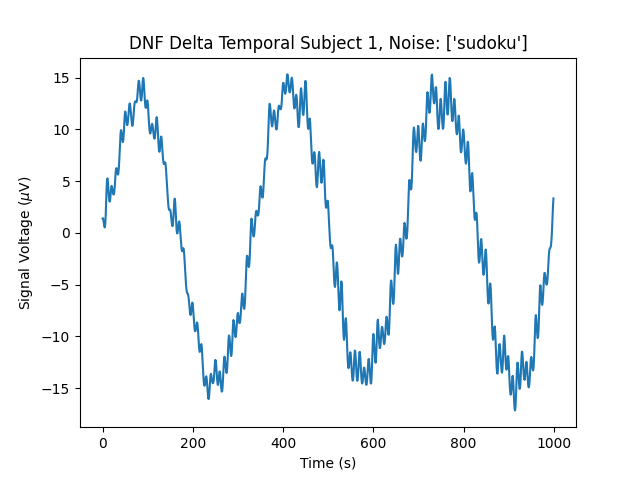 DNF Delta Temporal Subject 1, Noise: ['sudoku']
Signal Voltage (μV)
15
10
5
0
−5
−10
−15
0 200 400 600 800 1000
Time (s)